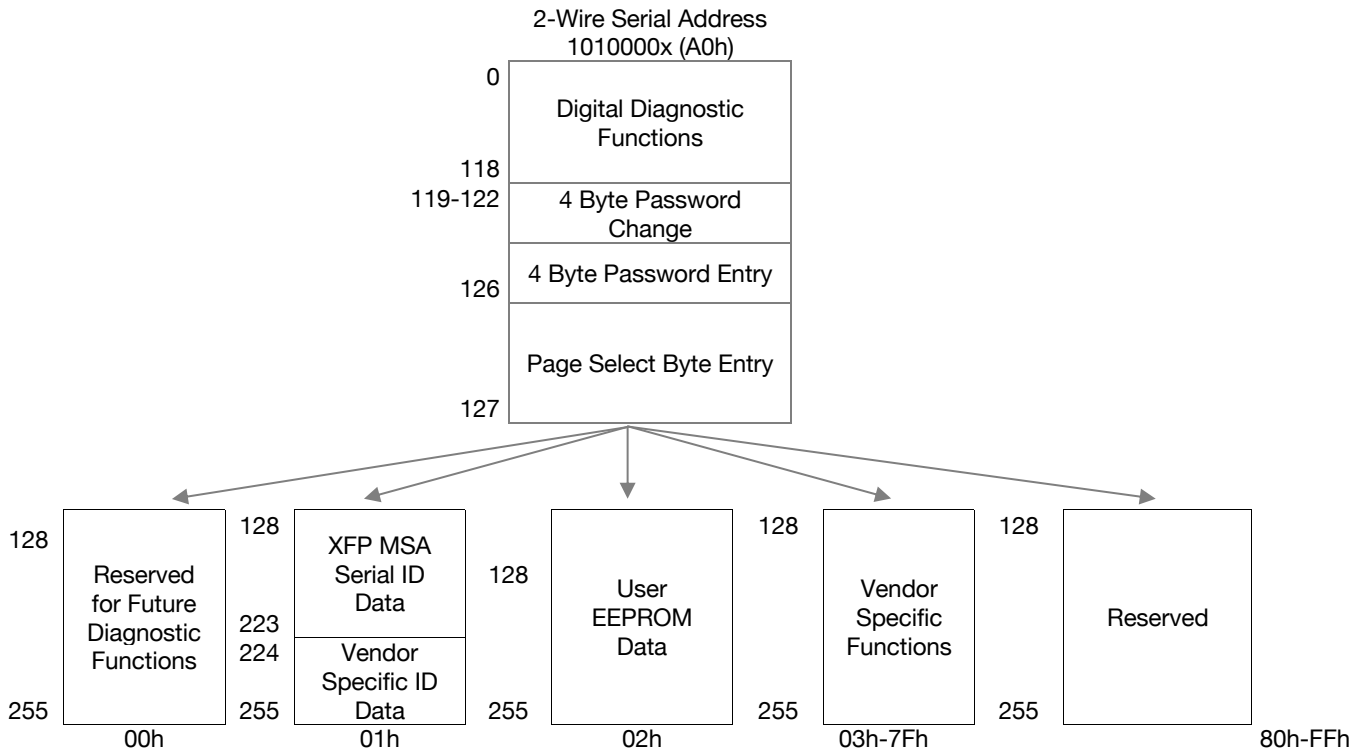 2-Wire Serial Address
1010000x (A0h)
0
Digital Diagnostic
Functions
118
119-122
4 Byte Password
Change
4 Byte Password Entry
126
Page Select Byte Entry
127
128
Reserved
for Future
Diagnostic
Functions
255
00h
128
XFP MSA
Serial ID
Data
223
224
Vendor
Specific ID
Data
255
01h
128
User
EEPROM
Data
255
02h
128
Vendor
Specific
Functions
255
03h-7Fh
128
Reserved
255
80h-FFh